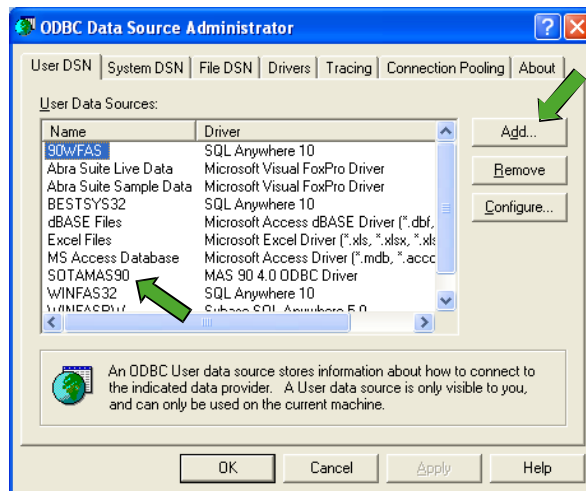 ODBC Data Source Administrator
User DSN System DSN File DSN Drivers Tracing Connection Pooling About
User Data Sources:
Name Driver
90WFAS SQL Anywhere 10
Abra Suite Live Data Microsoft Visual FoxPro Driver
Abra Suite Sample Data Microsoft Visual FoxPro Driver
BESTSYS32 SQL Anywhere 10
dBASE Files Microsoft Access dBASE Driver (*.dbf,
Excel Files Microsoft Excel Driver (*.xls, *.xlsx, *.xls
MS Access Database Microsoft Access Driver (*.mdb, *.accc
SOTAMAS90 MAS 90 4.0 ODBC Driver
WINFAS32 SQL Anywhere 10
Sybase SQL Anywhere 5.0
Add...
Remove
Configure...
An ODBC User data source stores information about how to connect to
the indicated data provider. A User data source is only visible to you,
and can only be used on the current machine.
OK Cancel Apply Help